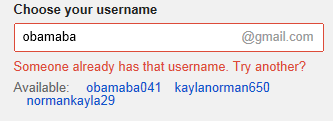 Choose your username
obamaba @gmail.com
Someone already has that username. Try another?
Available: obamaba041 kaylanorman650
normankayla29